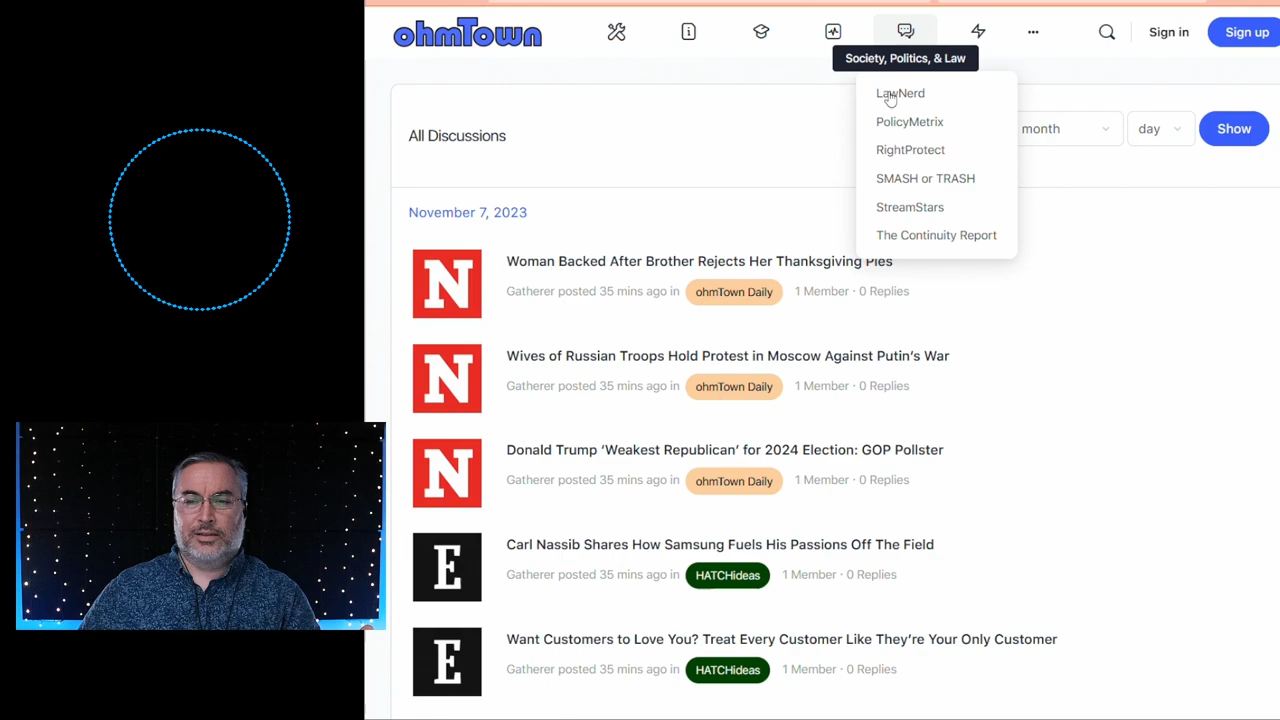 ohmTown
Sign in
Sign up
Society, Politics, & Law
LawNerd
PolicyMetrix
RightProtect
SMASH or TRASH
StreamStars
The Continuity Report
All Discussions
month
day
Show
November 7, 2023
N
Woman Backed After Brother Rejects Her Thanksgiving Pies
Gatherer posted 35 mins ago in ohmTown Daily 1 Member · 0 Replies
N
Wives of Russian Troops Hold Protest in Moscow Against Putin's War
Gatherer posted 35 mins ago in ohmTown Daily 1 Member · 0 Replies
N
Donald Trump ‘Weakest Republican’ for 2024 Election: GOP Pollster
Gatherer posted 35 mins ago in ohmTown Daily 1 Member · 0 Replies
E
Carl Nassib Shares How Samsung Fuels His Passions Off The Field
Gatherer posted 35 mins ago in HATCHideas 1 Member · 0 Replies
E
Want Customers to Love You? Treat Every Customer Like They’re Your Only Customer
Gatherer posted 35 mins ago in HATCHideas 1 Member · 0 Replies